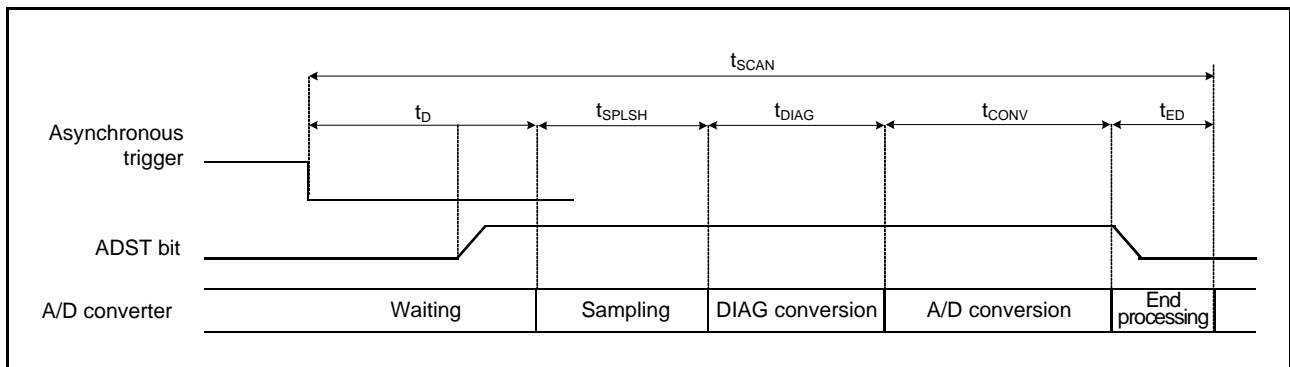 tSCAN
tD tSPLSH tDIAG tCONV tED
Asynchronous
trigger
ADST bit
A/D converter Waiting Sampling DIAG conversion A/D conversion End
processing